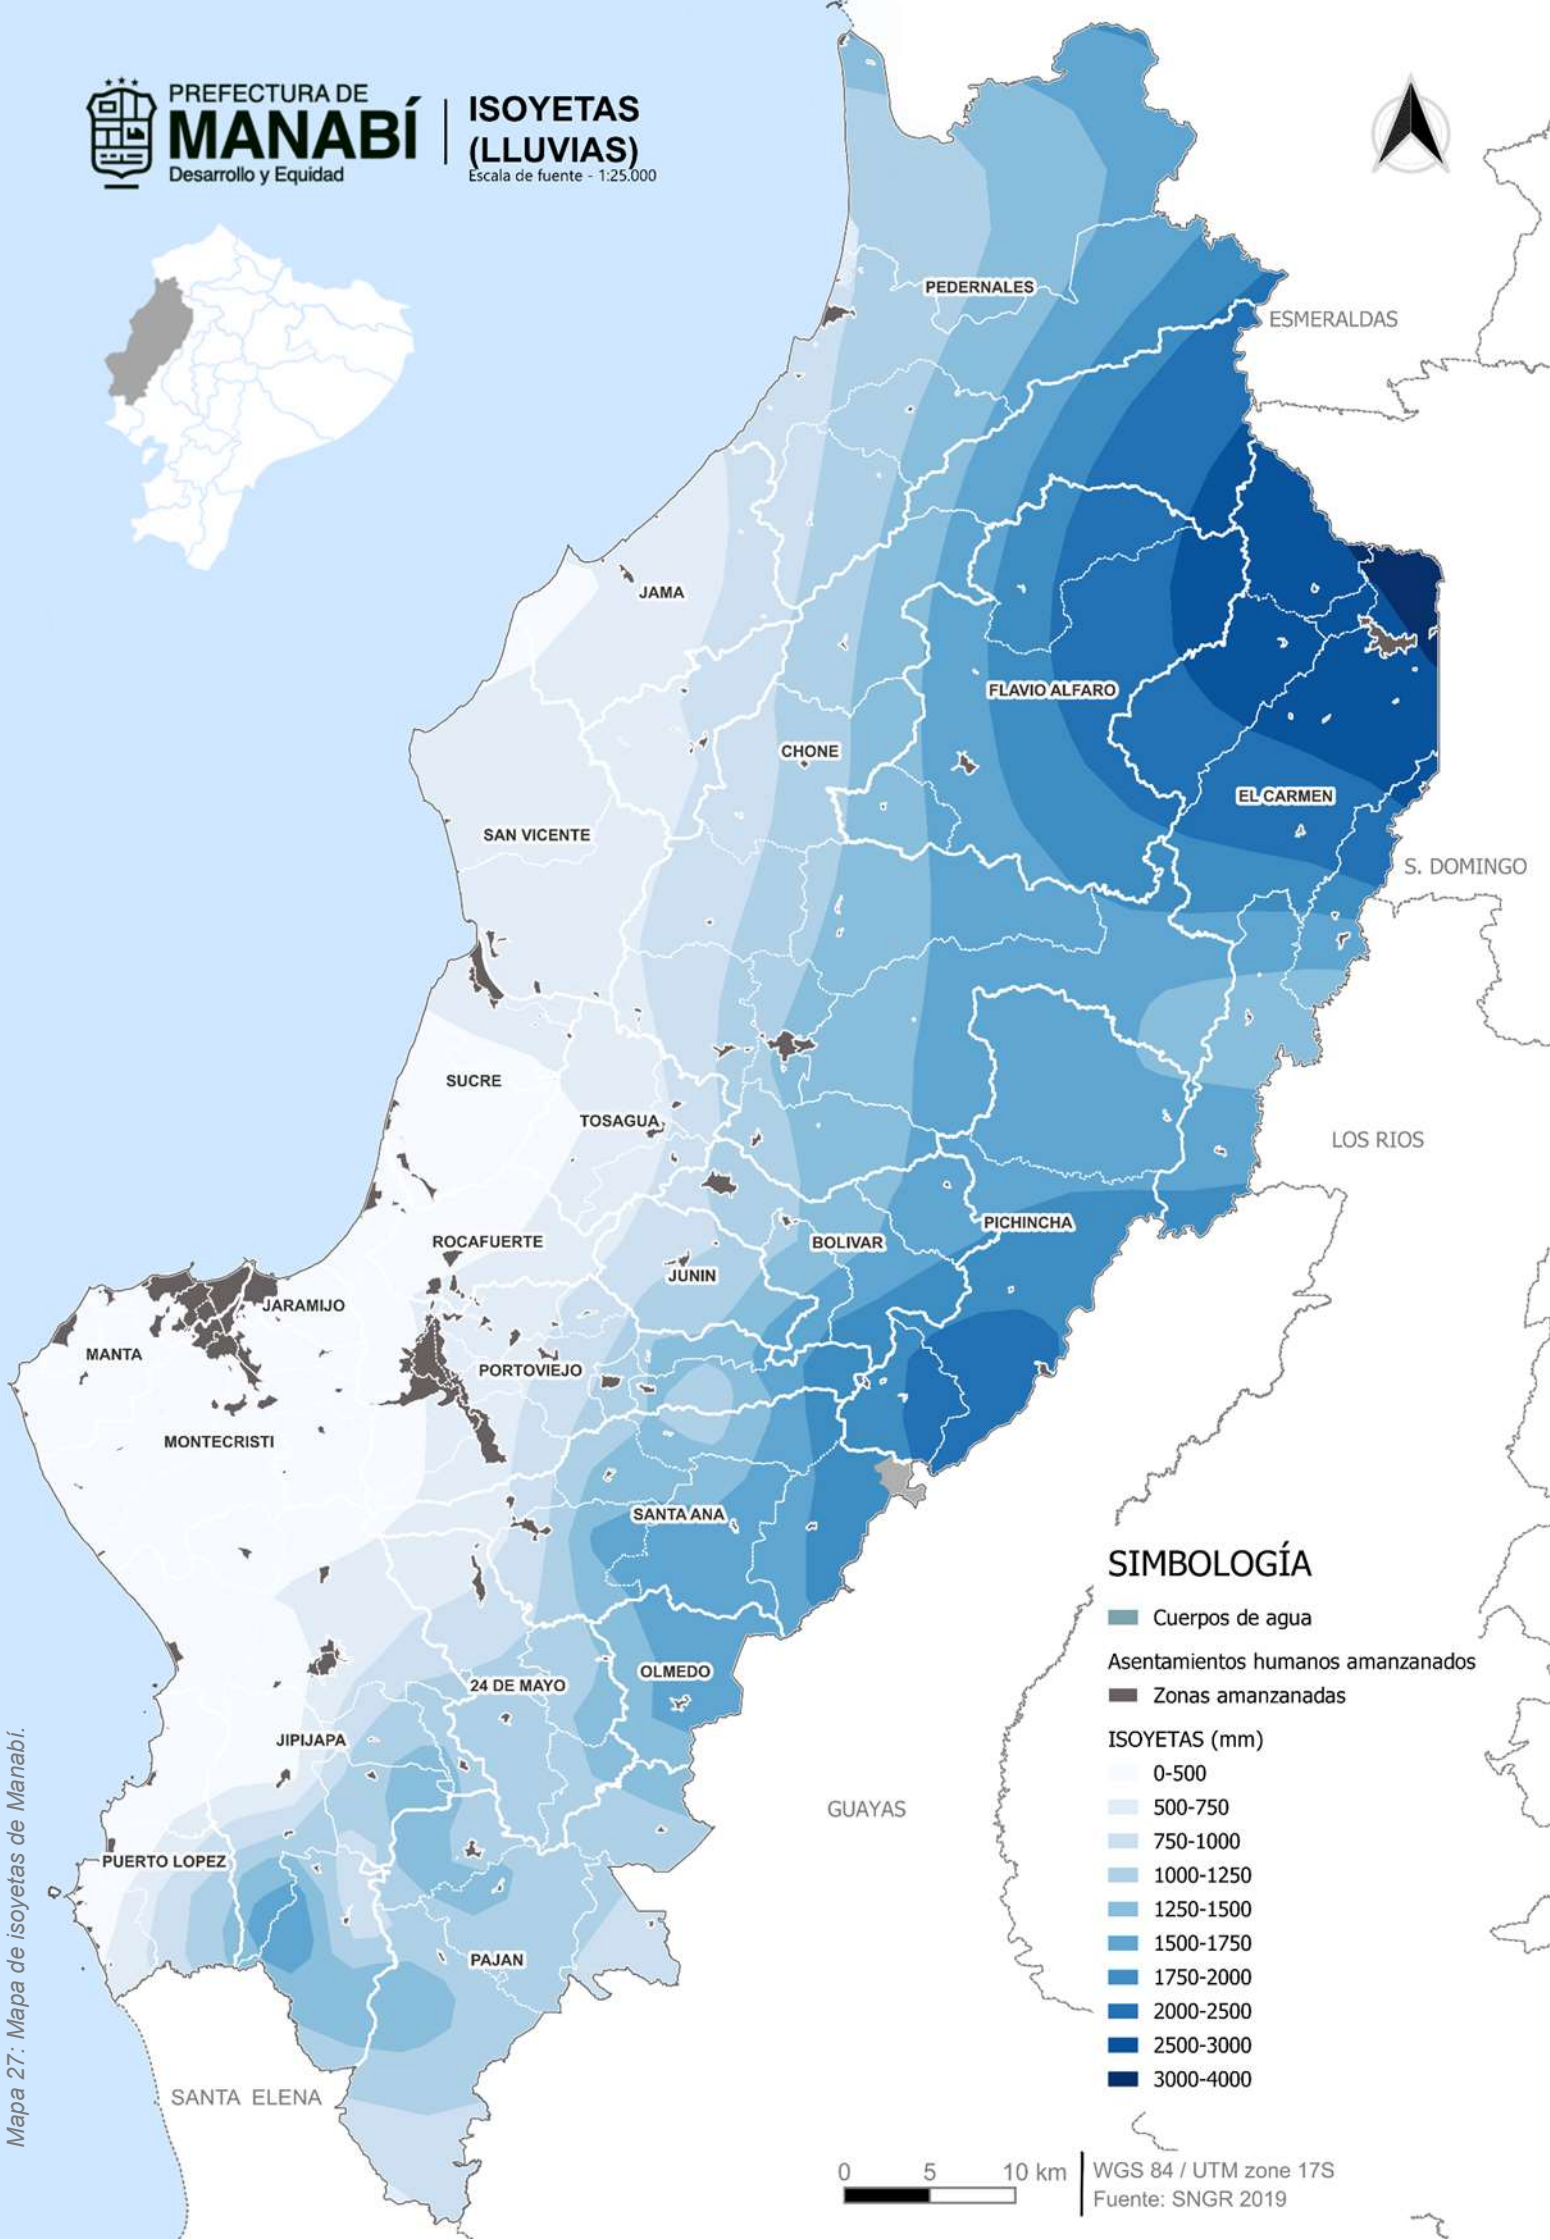 PREFECTURA DE
MANABÍ
Desarrollo y Equidad
ISOYETAS
(LLUVIAS)
Escala de fuente - 1:25.000
PEDERNALES
ESMERALDAS
JAMA
FLAVIO ALFARO
CHONE
EL CARMEN
SAN VICENTE
S. DOMINGO
SUCRE
TOSAGUA
LOS RIOS
PICHINCHA
ROCAFUERTE
BOLIVAR
JUNIN
JARAMIJO
MANTA
PORTOVIEJO
MONTECRISTI
SANTA ANA
OLMEDO
24 DE MAYO
JIPIJAPA
GUAYAS
PUERTO LOPEZ
PAJAN
SANTA ELENA
SIMBOLOGÍA
Cuerpos de agua
Asentamientos humanos amanzanados
Zonas amanzanadas
ISOYETAS (mm)
0-500
500-750
750-1000
1000-1250
1250-1500
1500-1750
1750-2000
2000-2500
2500-3000
3000-4000
0 5 10 km
WGS 84 / UTM zone 17S
Fuente: SNGR 2019
Mapa 27: Mapa de isoyetas de Manabí.